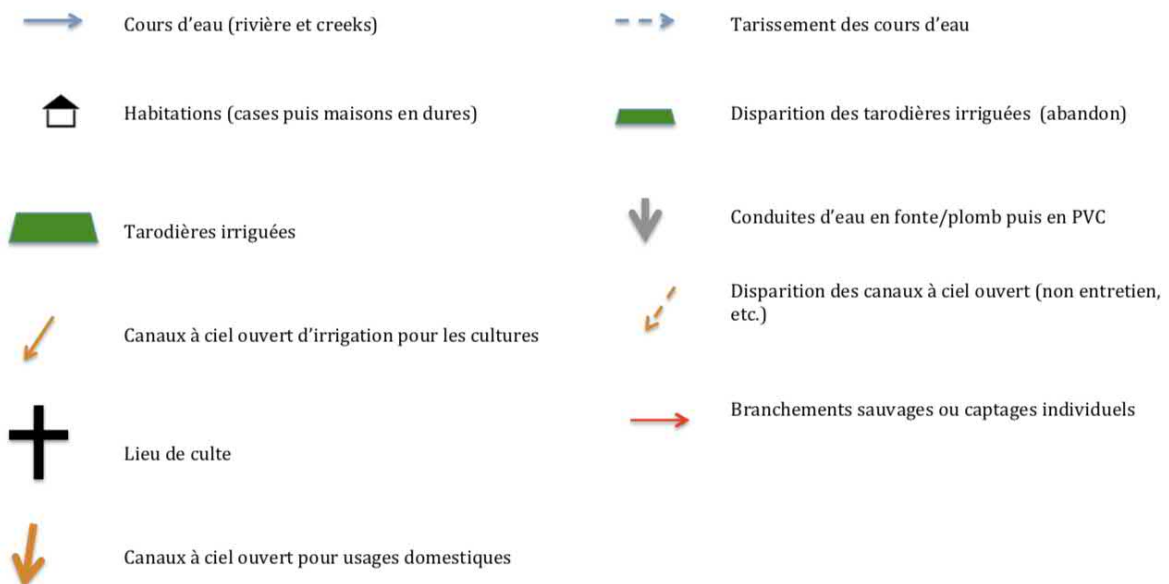 Cours d'eau (rivière et creeks)
Habitations (cases puis maisons en dures)
Tarodières irriguées
Canaux à ciel ouvert d'irrigation pour les cultures
Lieu de culte
Canaux à ciel ouvert pour usages domestiques
Tarissement des cours d'eau
Disparition des tarodières irriguées (abandon)
Conduites d'eau en fonte/plomb puis en PVC
Disparition des canaux à ciel ouvert (non entretien,
etc.)
Branchements sauvages ou captages individuels